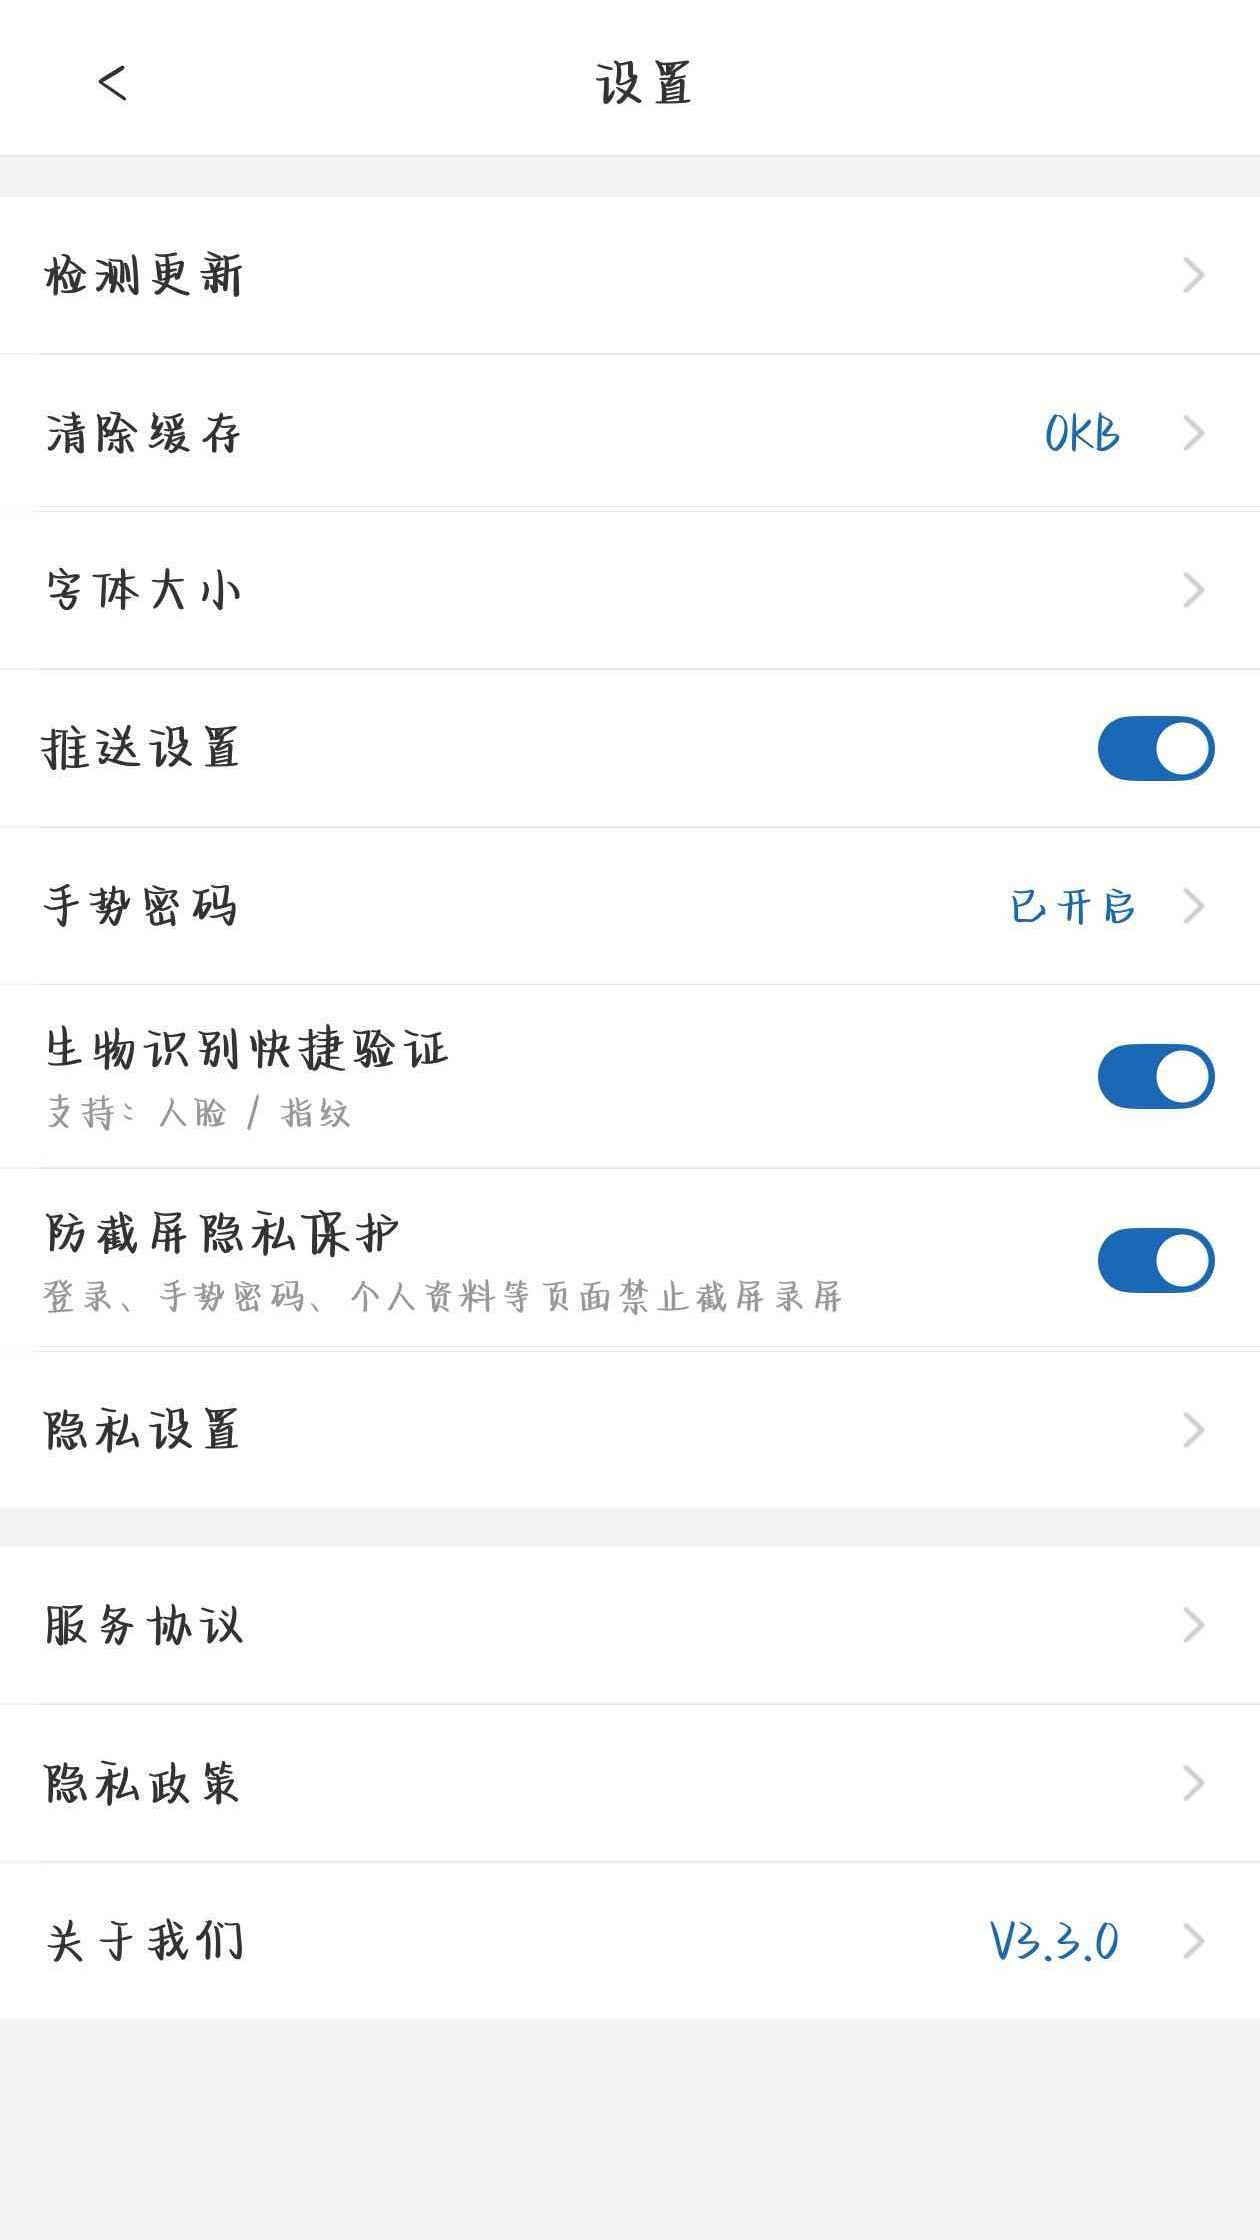 设置
检测更新
清除缓存
0KB
字体大小
推送设置
手势密码
已开启
生物识别快捷验证
支持：人脸 / 指纹
防截屏隐私保护
登录、手势密码、个人资料等页面禁止截屏录屏
隐私设置
服务协议
隐私政策
关于我们
V3.3.0